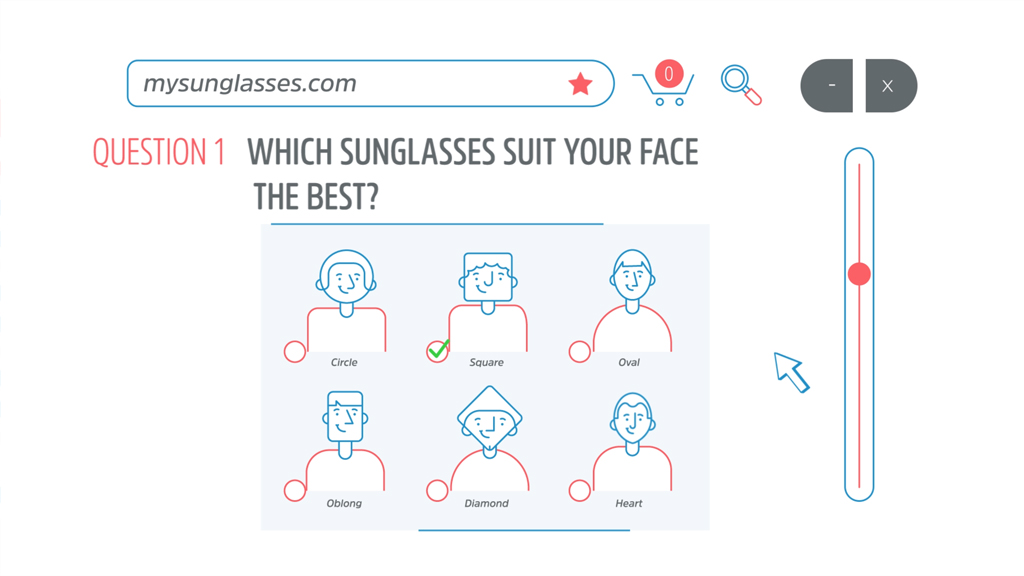 mysunglasses.com
0
-
X
QUESTION 1 WHICH SUNGLASSES SUIT YOUR FACE
THE BEST?
Circle
Square
Oval
Oblong
Diamond
Heart